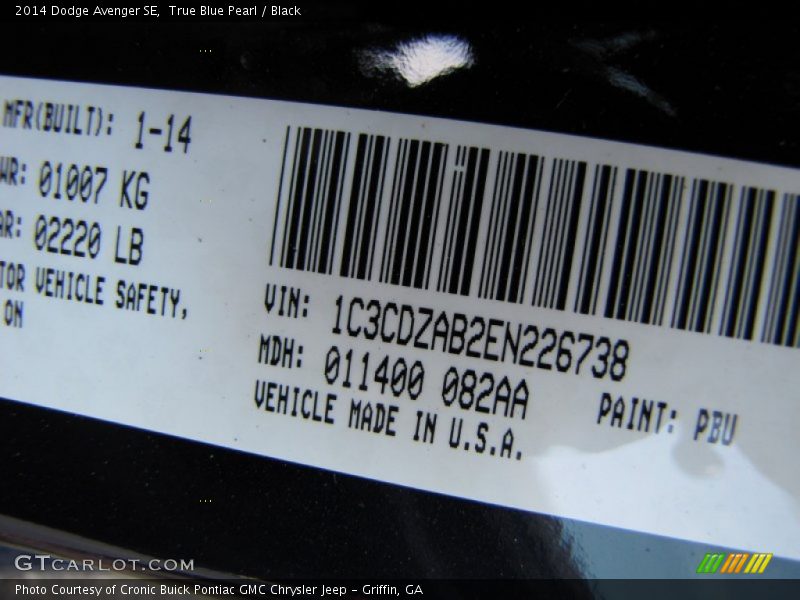 2014 Dodge Avenger SE,  True Blue Pearl / Black
MFR(BUILT): 1-14
WR: 01007 KG
AR: 02220 LB
TOR VEHICLE SAFETY,
ON
VIN: 1C3CDZAB2EN226738
MDH: 011400 082AA
PAINT: PBU
VEHICLE MADE IN U.S.A.
GTCARLOT.COM
Photo Courtesy of Cronic Buick Pontiac GMC Chrysler Jeep - Griffin, GA